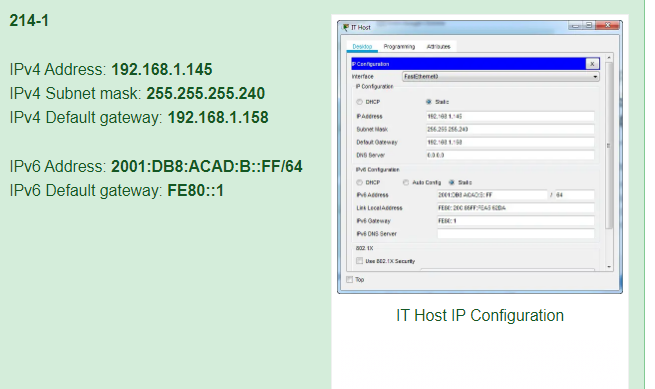 214-1
IPv4 Address: 192.168.1.145
IPv4 Subnet mask: 255.255.255.240
IPv4 Default gateway: 192.168.1.158
IPv6 Address: 2001:DB8:ACAD:B::FF/64
IPv6 Default gateway: FE80::1
IT Host
Desktop Programming Attributes
IP Configuration X
Interface FastEthernet0
IP Configuration
DHCP Static
IP Address 192.168.1.145
Subnet Mask 255.255.255.240
Default Gateway 192.168.1.158
DNS Server 0.0.0.0
IPv6 Configuration
DHCP Auto Config Static
IPv6 Address 2001:DB8:ACAD:B::FF / 64
Link Local Address
IPv6 Gateway FE80::1
IPv6 DNS Server
802.1X
Use 802.1X Security
Top
IT Host IP Configuration